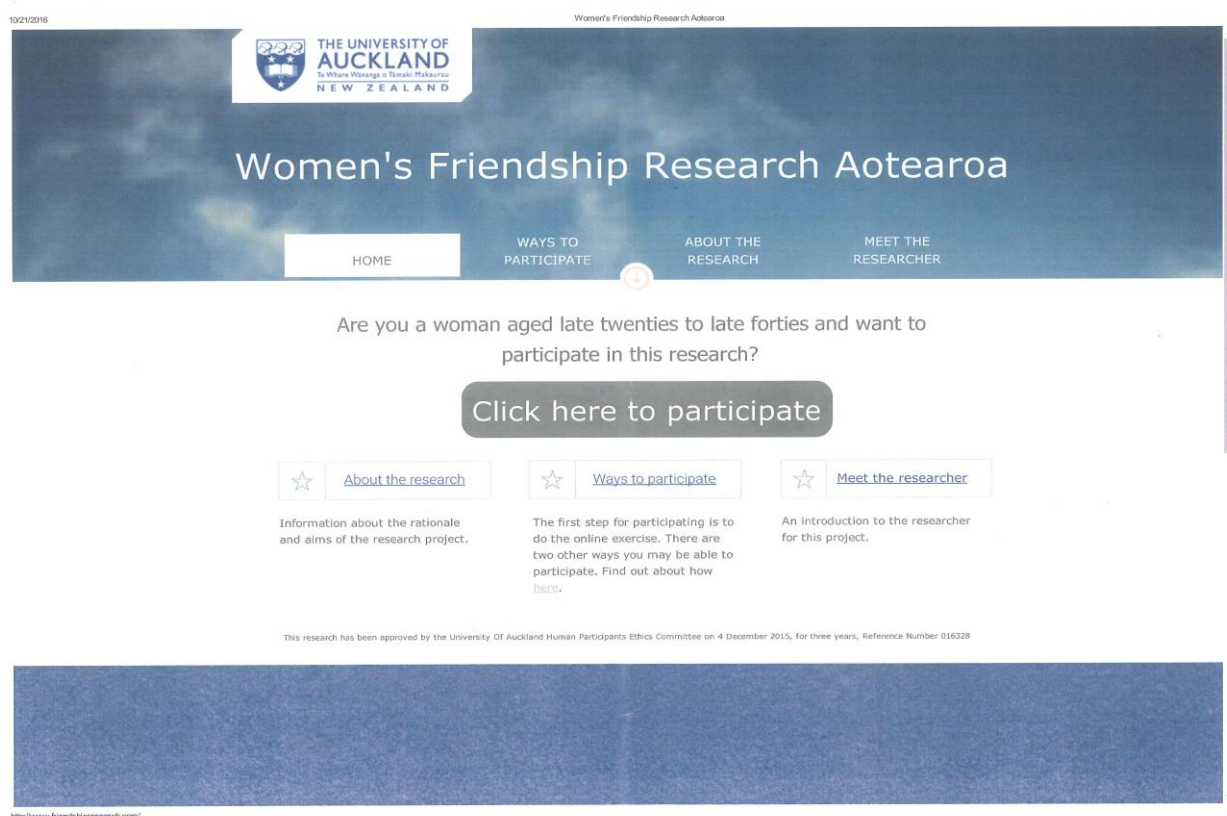 10/21/2016
Women's Friendship Research Aotearoa
THE UNIVERSITY OF
AUCKLAND
Te Whare Wānanga o Tāmaki Makaurau
NEW ZEALAND
Women's Friendship Research Aotearoa
HOME
WAYS TO
PARTICIPATE
ABOUT THE
RESEARCH
MEET THE
RESEARCHER
Are you a woman aged late twenties to late forties and want to
participate in this research?
Click here to participate
About the research
Information about the rationale
and aims of the research project.
Ways to participate
The first step for participating is to
do the online exercise. There are
two other ways you may be able to
participate. Find out about how
here.
Meet the researcher
An introduction to the researcher
for this project.
This research has been approved by the University Of Auckland Human Participants Ethics Committee on 4 December 2015, for three years, Reference Number 016328